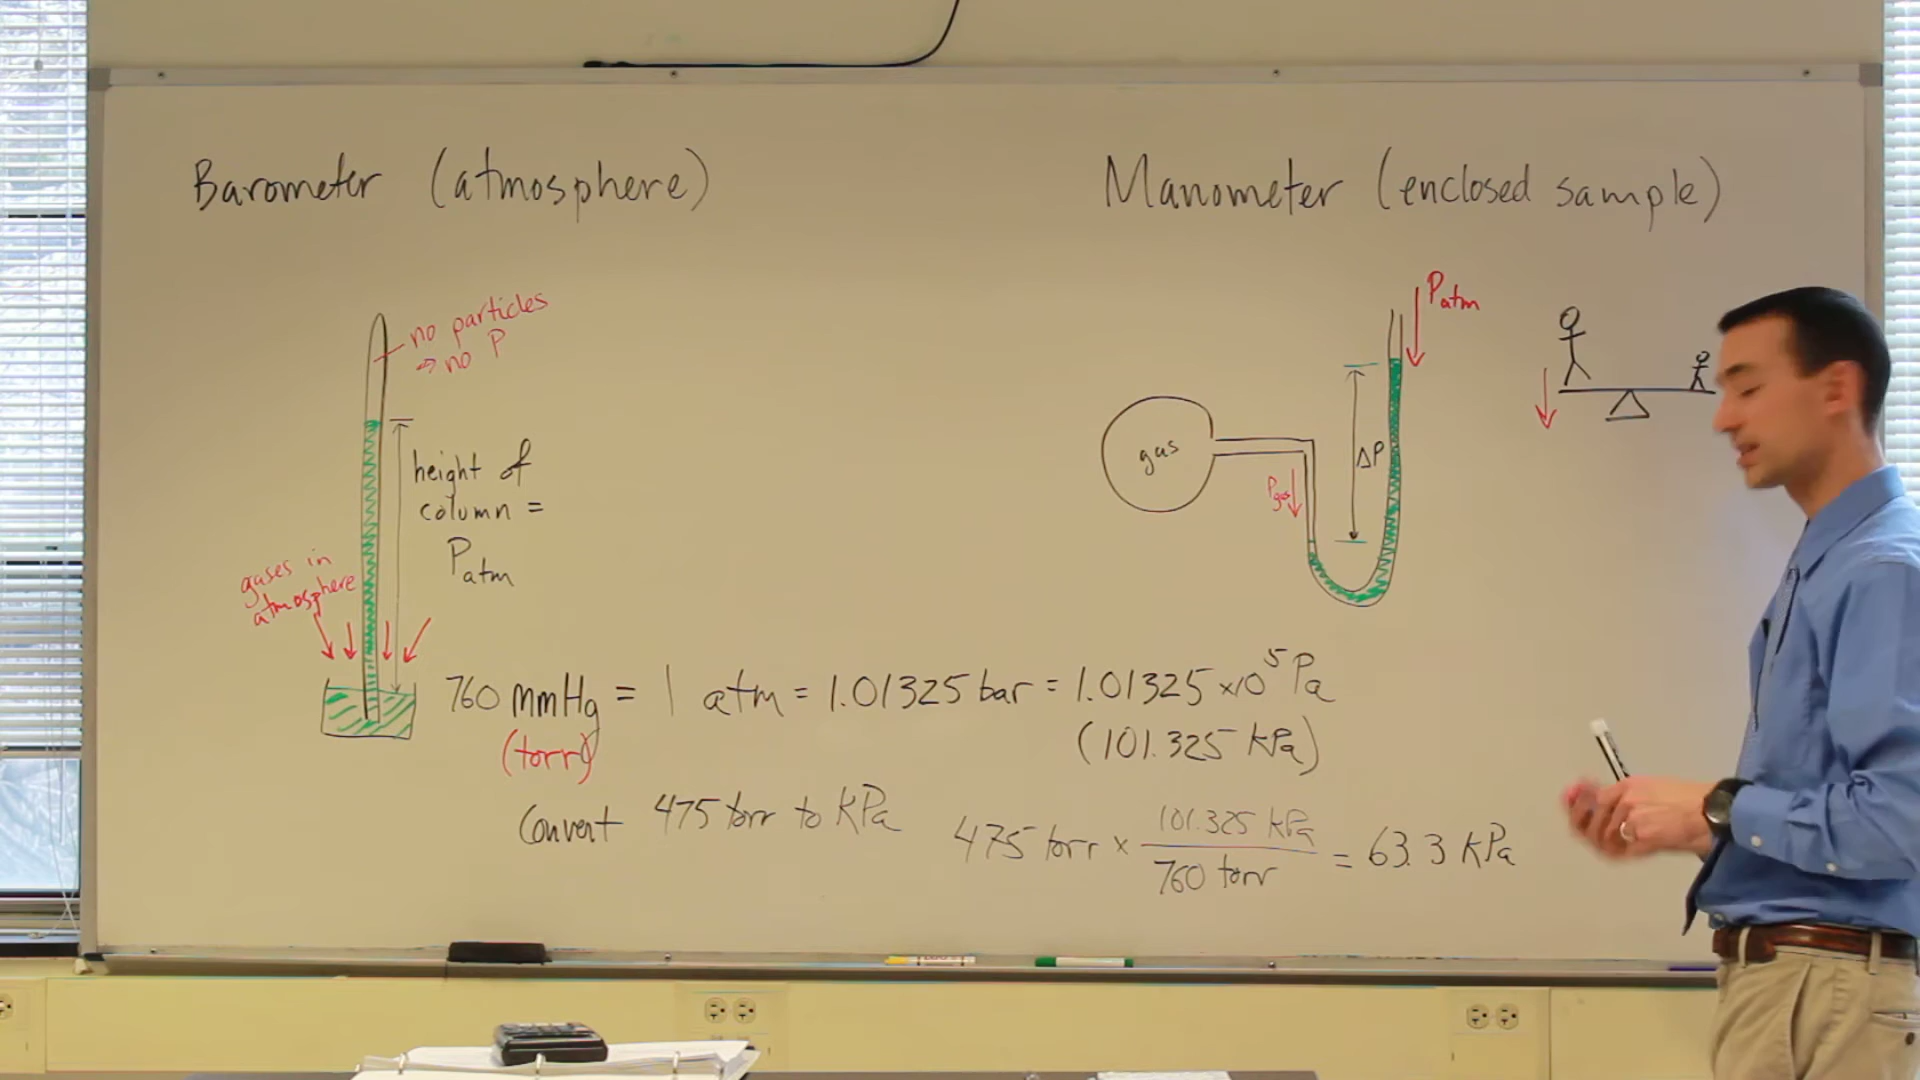 Barometer (atmosphere)
no particles
⇒ no P
height of
column =
Patm
gases in
atmosphere
Manometer (enclosed sample)
Patm
gas
Pgas
ΔP
760 mmHg = 1 atm = 1.01325 bar = 1.01325 x10⁵ Pa
(torr)
(101.325 kPa)
Convert 475 torr to kPa
475 torr x 101.325 kPa / 760 torr = 63.3 kPa